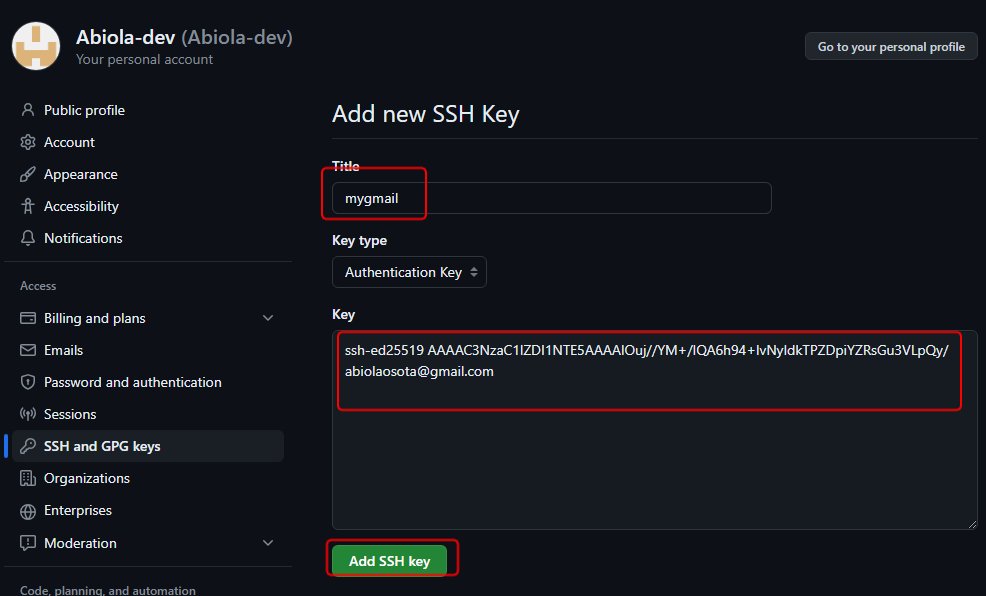 Abiola-dev (Abiola-dev)
Your personal account
Go to your personal profile
Public profile
Account
Appearance
Accessibility
Notifications
Access
Billing and plans
Emails
Password and authentication
Sessions
SSH and GPG keys
Organizations
Enterprises
Moderation
Code, planning, and automation
Add new SSH Key
Title
mygmail
Key type
Authentication Key
Key
ssh-ed25519 AAAAC3NzaC1lZDI1NTE5AAAAIOuj//YM+/IQA6h94+IvNyIdkTPZDpiYZRsGu3VLpQy/
abiolaosota@gmail.com
Add SSH key